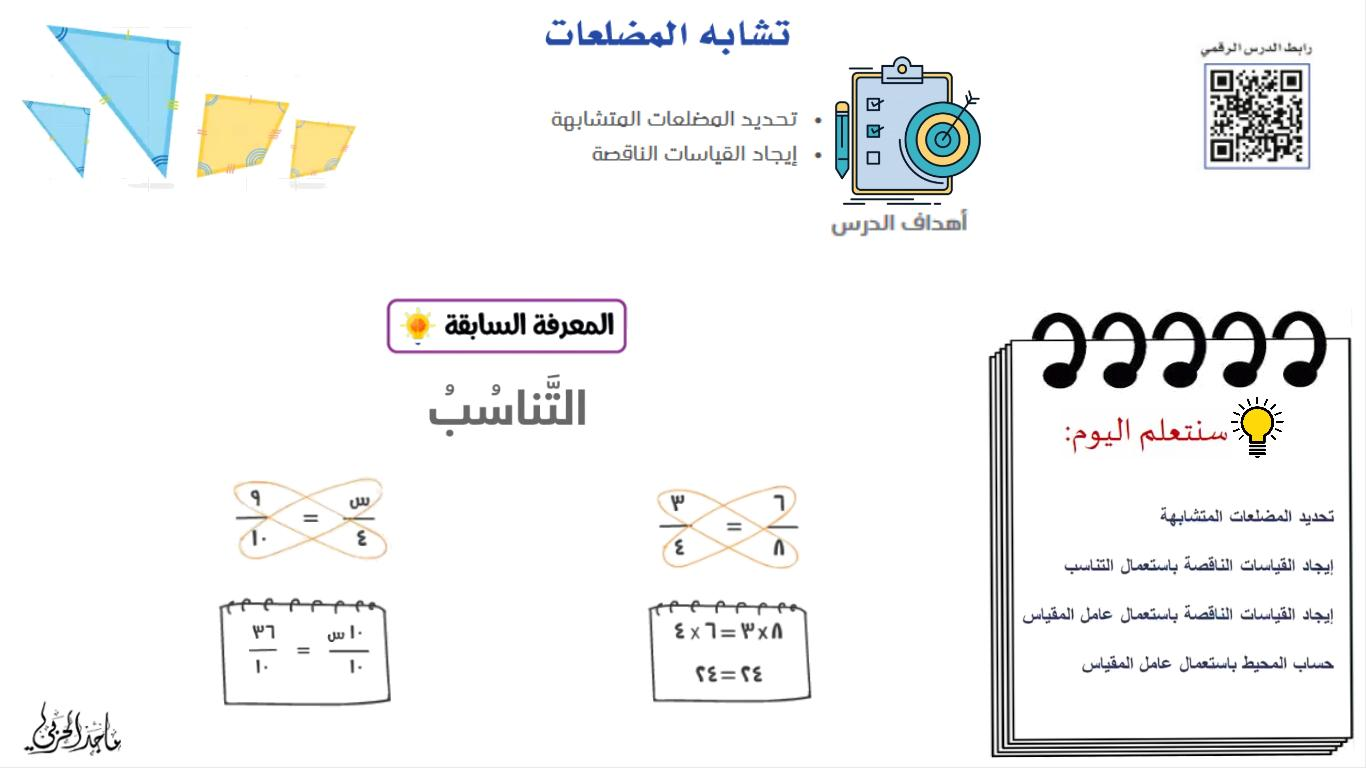 تشابه المضلعات
رابط الدرس الرقمي
• تحديد المضلعات المتشابهة
• إيجاد القياسات الناقصة
أهداف الدرس
المعرفة السابقة
التَّناسُبُ
٦/٨ = ٣/٤
٨×٣=٦×٤
٢٤=٢٤
س/٤ = ٩/١٠
١٠س/١٠ = ٣٦/١٠
سنتعلم اليوم:
تحديد المضلعات المتشابهة
إيجاد القياسات الناقصة باستعمال التناسب
إيجاد القياسات الناقصة باستعمال عامل المقياس
حساب المحيط باستعمال عامل المقياس
ماجد الحربي